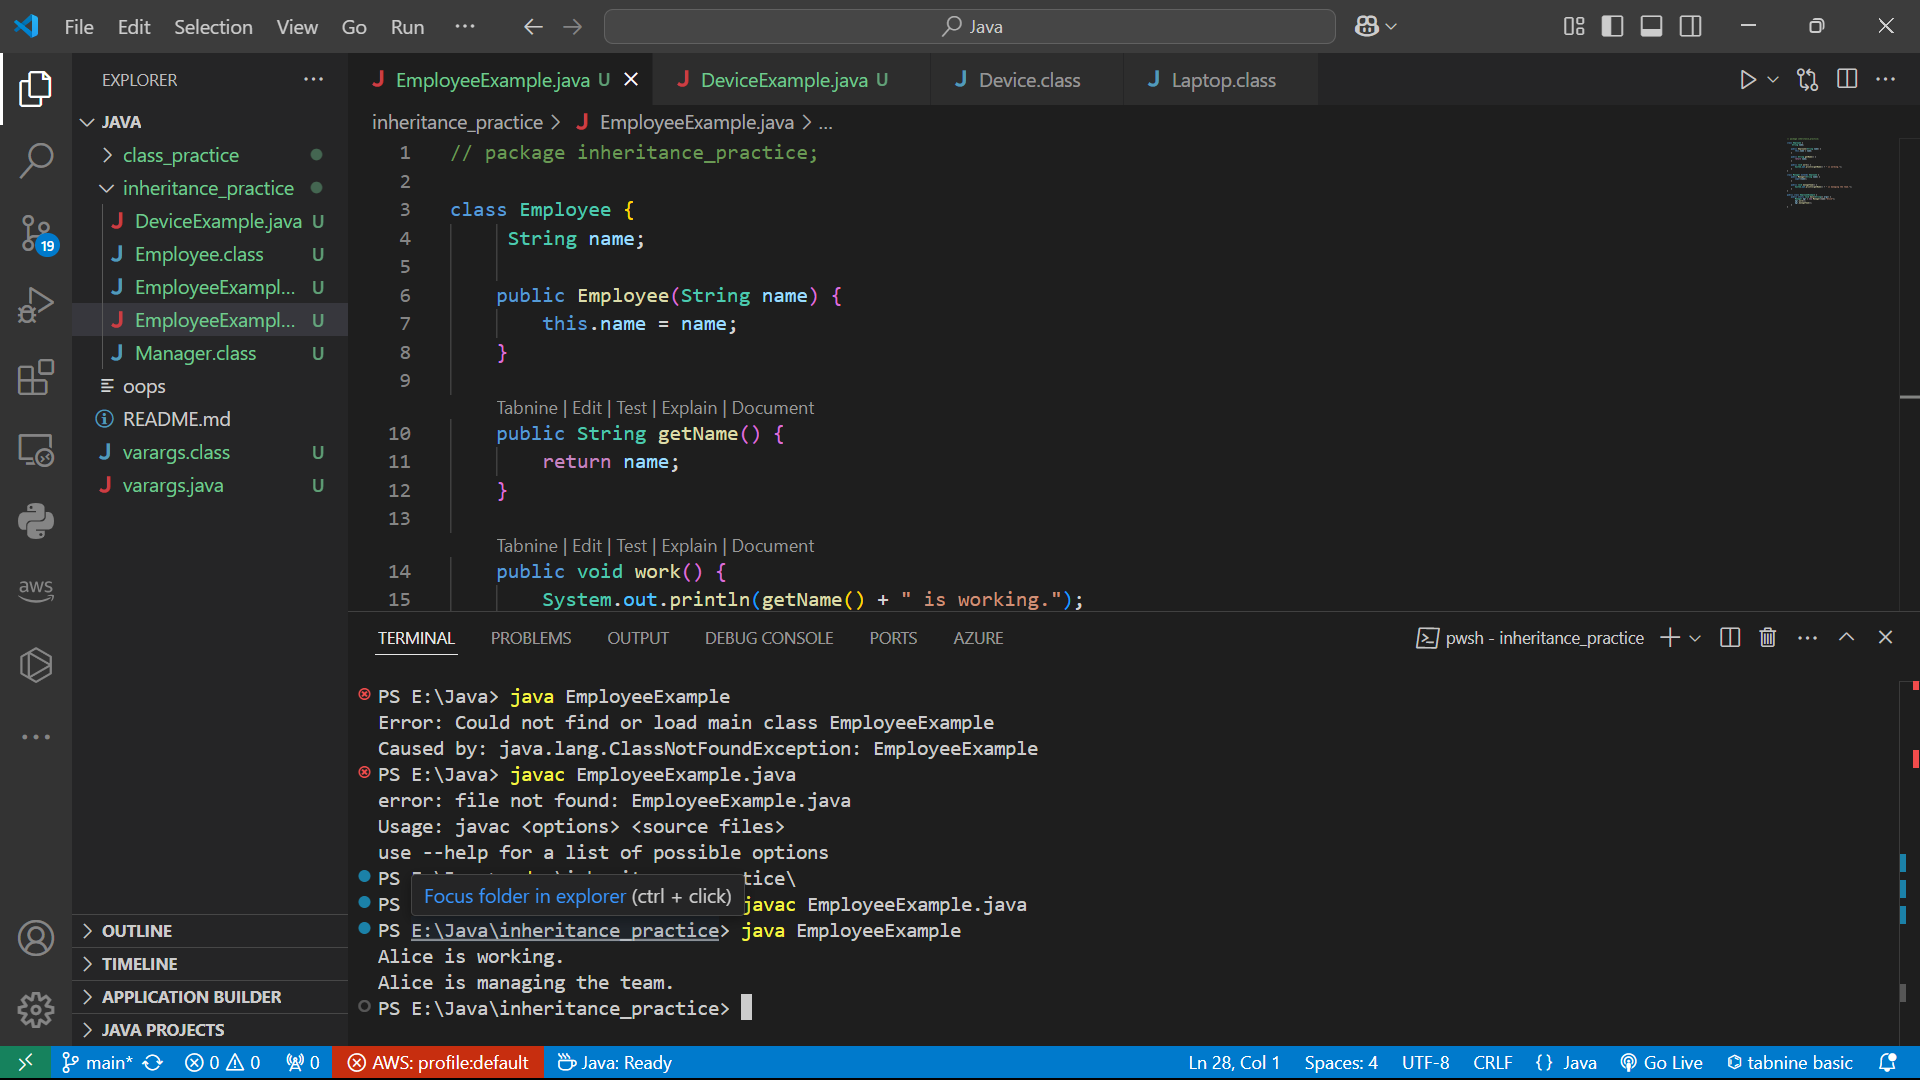 File Edit Selection View Go Run ··· Java
EXPLORER ···
JAVA
class_practice
inheritance_practice
DeviceExample.java U
Employee.class U
EmployeeExampl... U
EmployeeExampl... U
Manager.class U
oops
README.md
varargs.class U
varargs.java U
OUTLINE
TIMELINE
APPLICATION BUILDER
JAVA PROJECTS
19
aws
EmployeeExample.java U DeviceExample.java U Device.class Laptop.class
inheritance_practice > EmployeeExample.java > ...
1 // package inheritance_practice;
2
3 class Employee {
4 String name;
5
6 public Employee(String name) {
7 this.name = name;
8 }
9
Tabnine | Edit | Test | Explain | Document
10 public String getName() {
11 return name;
12 }
13
Tabnine | Edit | Test | Explain | Document
14 public void work() {
15 System.out.println(getName() + " is working.");
TERMINAL PROBLEMS OUTPUT DEBUG CONSOLE PORTS AZURE pwsh - inheritance_practice
PS E:\Java> java EmployeeExample
Error: Could not find or load main class EmployeeExample
Caused by: java.lang.ClassNotFoundException: EmployeeExample
PS E:\Java> javac EmployeeExample.java
error: file not found: EmployeeExample.java
Usage: javac <options> <source files>
use --help for a list of possible options
PS tice\
Focus folder in explorer (ctrl + click)
PS javac EmployeeExample.java
PS E:\Java\inheritance_practice> java EmployeeExample
Alice is working.
Alice is managing the team.
PS E:\Java\inheritance_practice>
main* 0 0 0 AWS: profile:default Java: Ready Ln 28, Col 1 Spaces: 4 UTF-8 CRLF {} Java Go Live tabnine basic